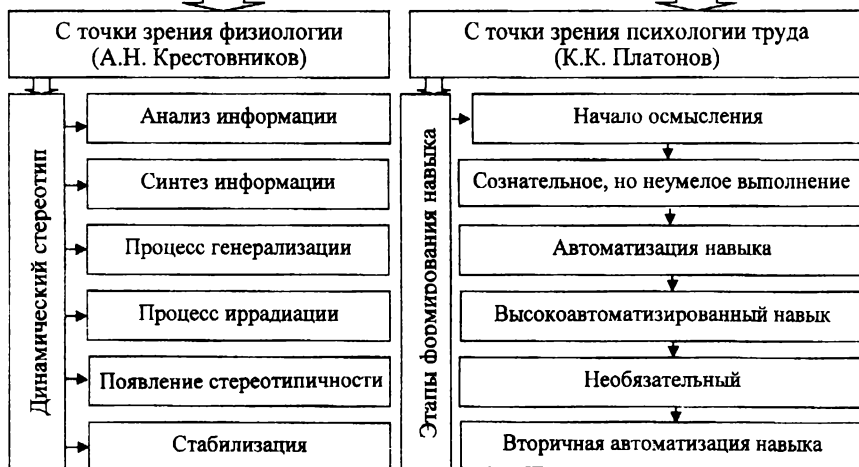 С точки зрения физиологии
(А.Н. Крестовников)
Динамический стереотип
Анализ информации
Синтез информации
Процесс генерализации
Процесс иррадиации
Появление стереотипичности
Стабилизация
С точки зрения психологии труда
(К.К. Платонов)
Этапы формирования навыка
Начало осмысления
Сознательное, но неумелое выполнение
Автоматизация навыка
Высокоавтоматизированный навык
Необязательный
Вторичная автоматизация навыка